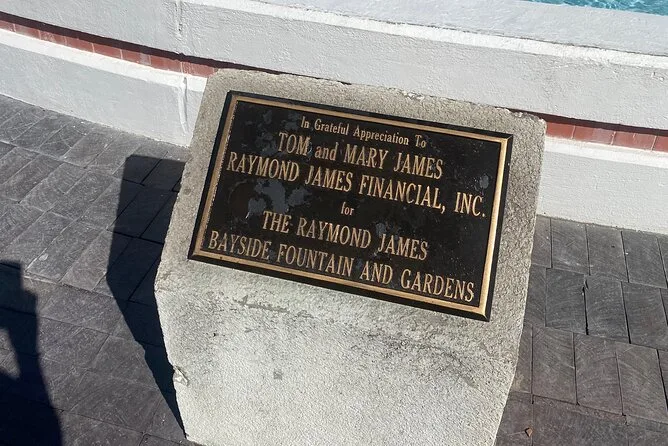 In Grateful Appreciation To
TOM and MARY JAMES
RAYMOND JAMES FINANCIAL, INC.
for
THE RAYMOND JAMES
BAYSIDE FOUNTAIN AND GARDENS